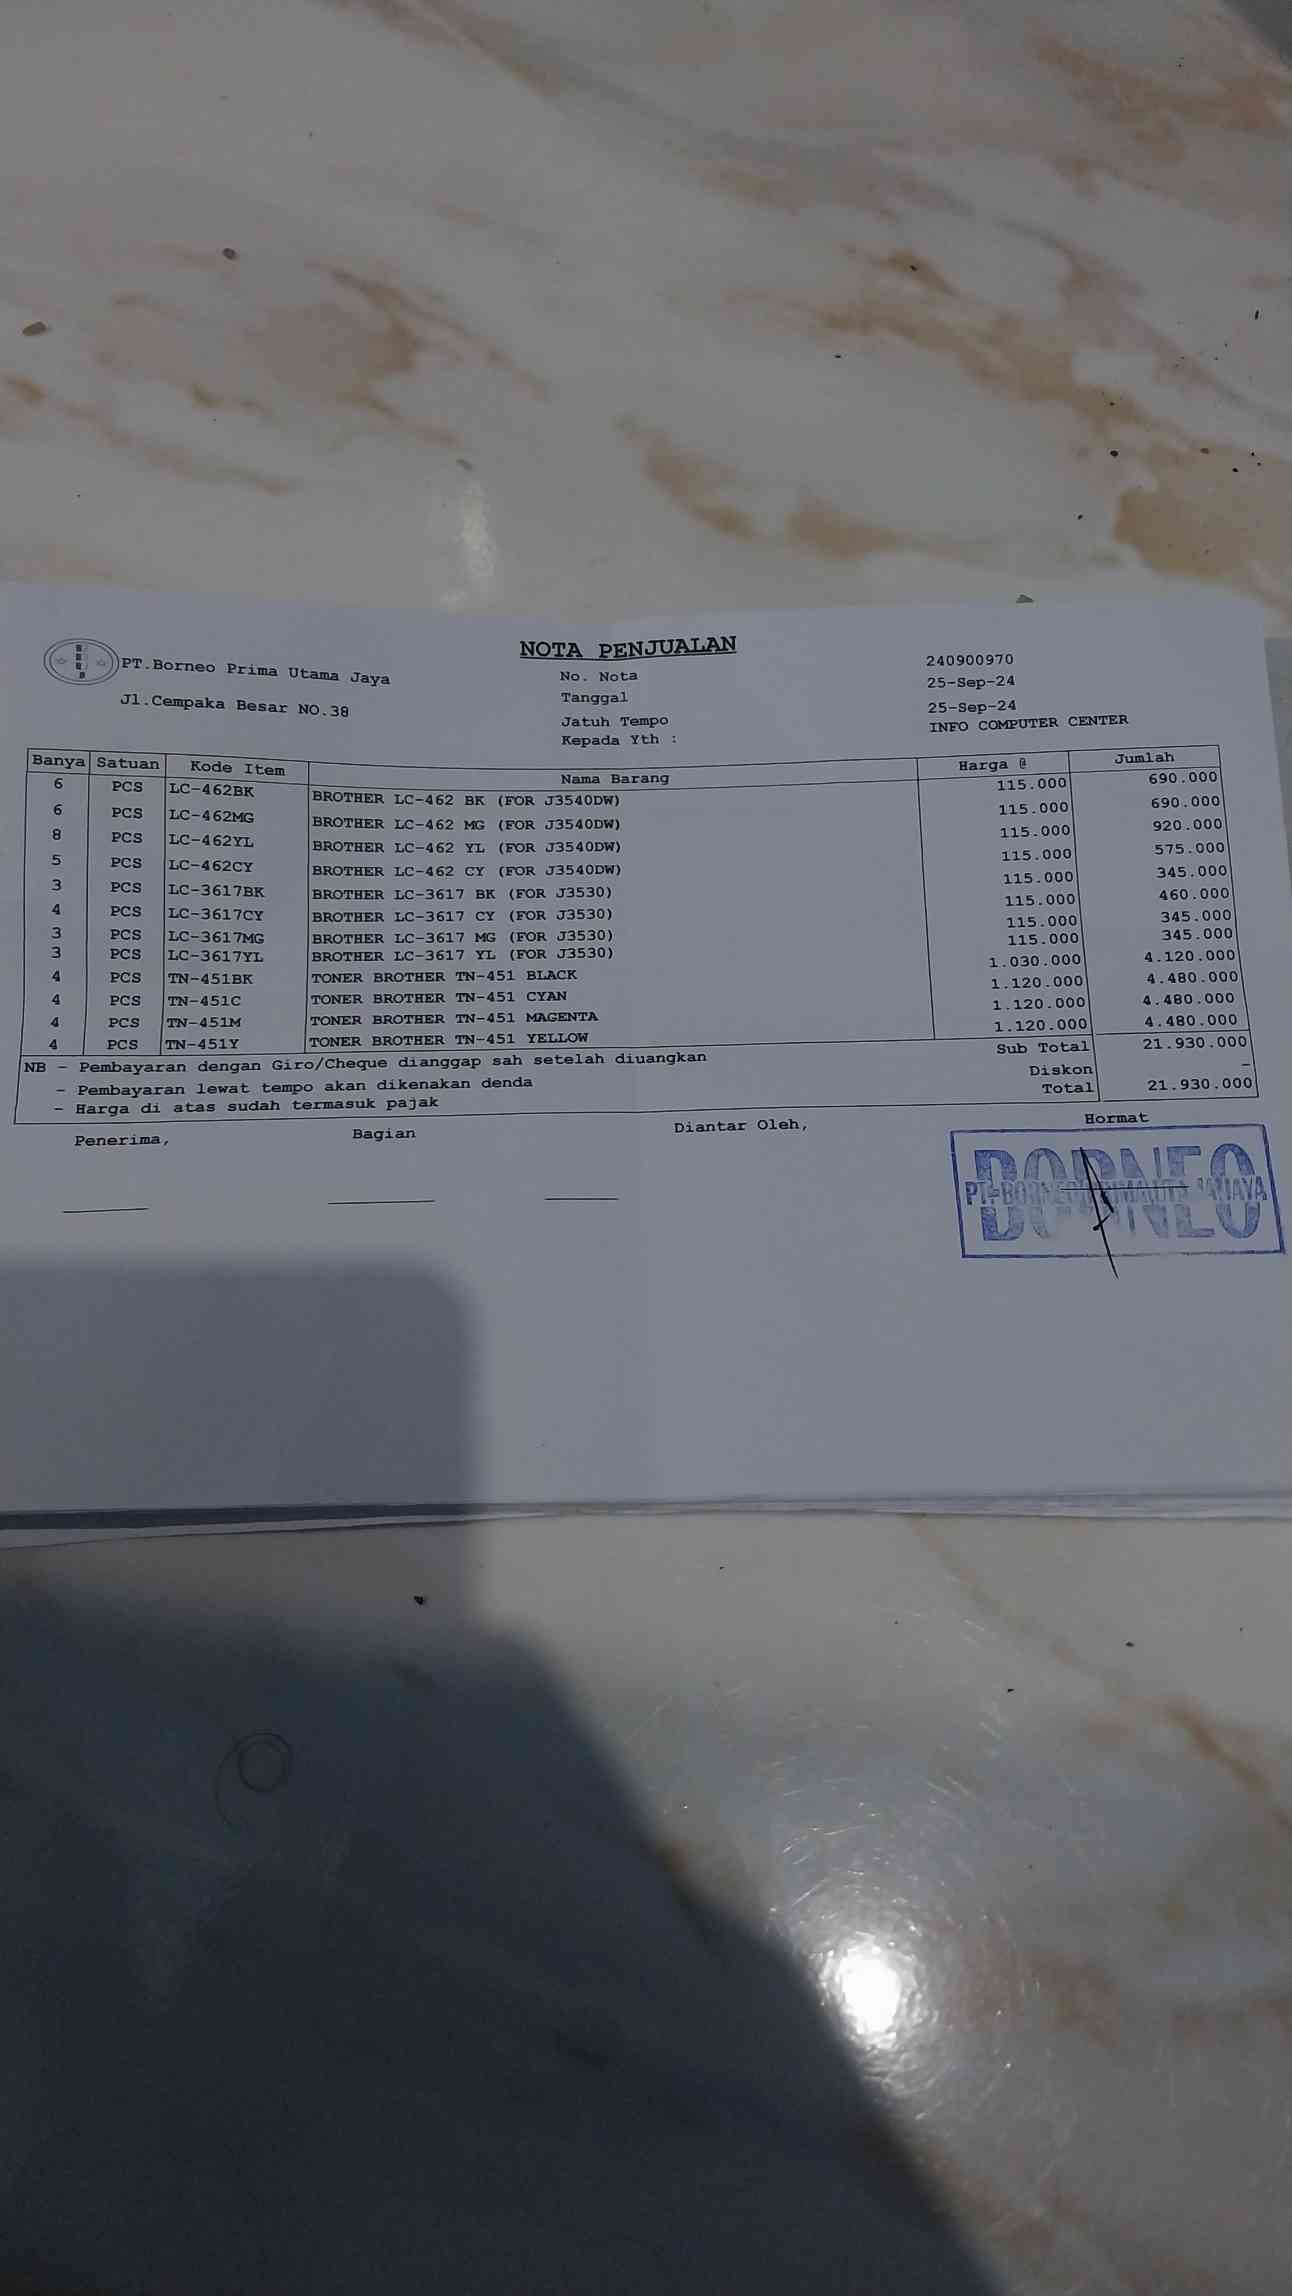 NOTA PENJUALAN
PT.Borneo Prima Utama Jaya
Jl.Cempaka Besar NO.38
No. Nota 240900970
Tanggal 25-Sep-24
Jatuh Tempo 25-Sep-24
Kepada Yth : INFO COMPUTER CENTER
Banya Satuan Kode Item Nama Barang Harga @ Jumlah
6 PCS LC-462BK BROTHER LC-462 BK (FOR J3540DW) 115.000 690.000
6 PCS LC-462MG BROTHER LC-462 MG (FOR J3540DW) 115.000 690.000
8 PCS LC-462YL BROTHER LC-462 YL (FOR J3540DW) 115.000 920.000
5 PCS LC-462CY BROTHER LC-462 CY (FOR J3540DW) 115.000 575.000
3 PCS LC-3617BK BROTHER LC-3617 BK (FOR J3530) 115.000 345.000
4 PCS LC-3617CY BROTHER LC-3617 CY (FOR J3530) 115.000 460.000
3 PCS LC-3617MG BROTHER LC-3617 MG (FOR J3530) 115.000 345.000
3 PCS LC-3617YL BROTHER LC-3617 YL (FOR J3530) 115.000 345.000
4 PCS TN-451BK TONER BROTHER TN-451 BLACK 1.030.000 4.120.000
4 PCS TN-451C TONER BROTHER TN-451 CYAN 1.120.000 4.480.000
4 PCS TN-451M TONER BROTHER TN-451 MAGENTA 1.120.000 4.480.000
4 PCS TN-451Y TONER BROTHER TN-451 YELLOW 1.120.000 4.480.000
NB - Pembayaran dengan Giro/Cheque dianggap sah setelah diuangkan Sub Total 21.930.000
- Pembayaran lewat tempo akan dikenakan denda Diskon -
- Harga di atas sudah termasuk pajak Total 21.930.000
Penerima, Bagian Diantar Oleh, Hormat
BORNEO
PT. BORNEO JAYA